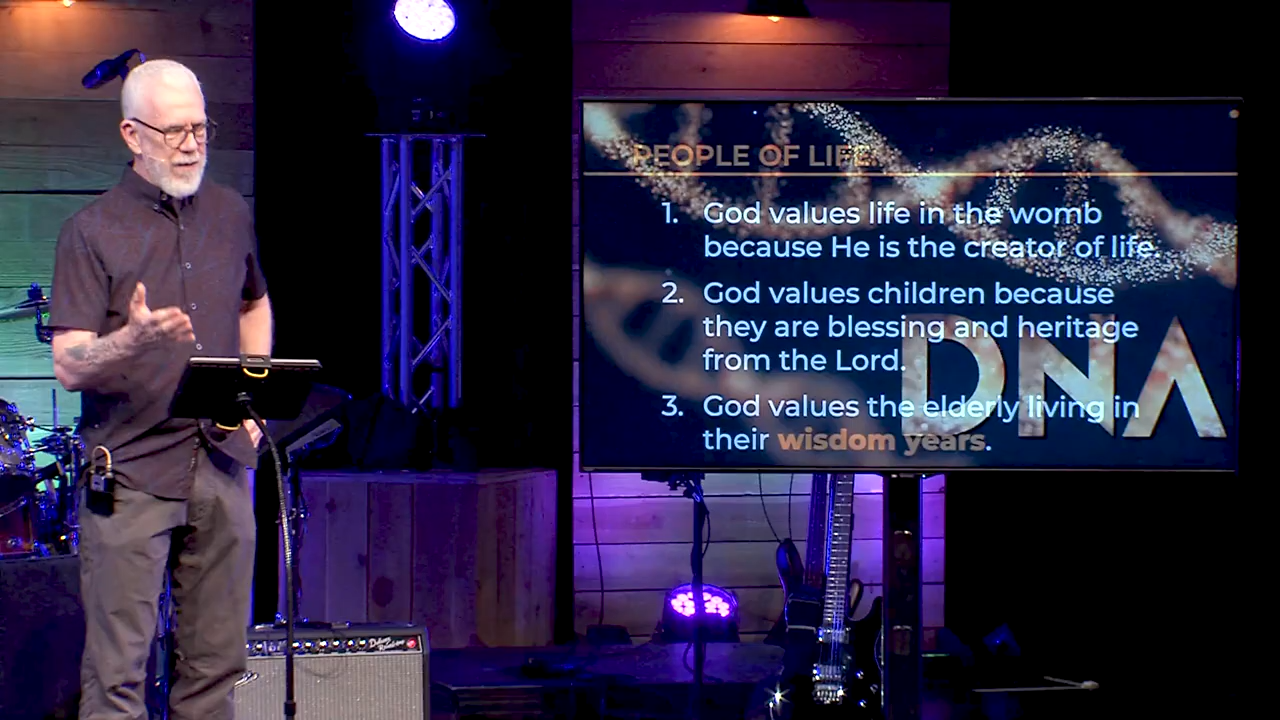 PEOPLE OF LIFE
1. God values life in the womb
because He is the creator of life.
2. God values children because
they are blessing and heritage
from the Lord.
3. God values the elderly living in
their wisdom years.
DNA